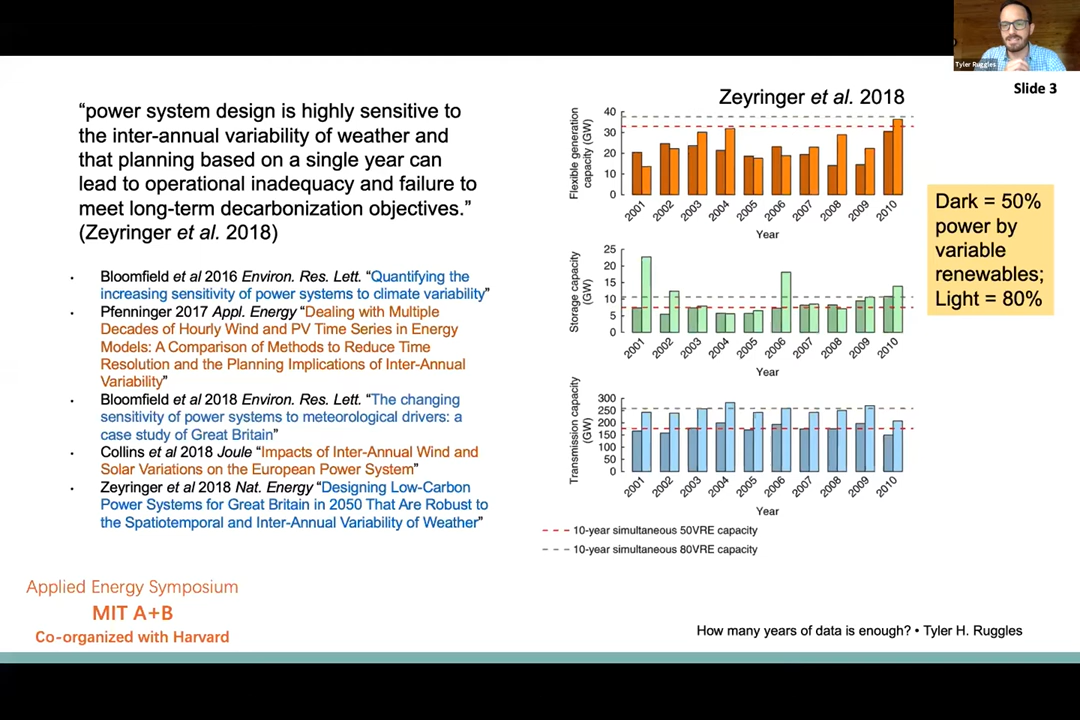 Tyler Ruggles
Slide 3
“power system design is highly sensitive to
the inter-annual variability of weather and
that planning based on a single year can
lead to operational inadequacy and failure to
meet long-term decarbonization objectives.”
(Zeyringer et al. 2018)
• Bloomfield et al 2016 Environ. Res. Lett. “Quantifying the
increasing sensitivity of power systems to climate variability”
• Pfenninger 2017 Appl. Energy “Dealing with Multiple
Decades of Hourly Wind and PV Time Series in Energy
Models: A Comparison of Methods to Reduce Time
Resolution and the Planning Implications of Inter-Annual
Variability”
• Bloomfield et al 2018 Environ. Res. Lett. “The changing
sensitivity of power systems to meteorological drivers: a
case study of Great Britain”
• Collins et al 2018 Joule “Impacts of Inter-Annual Wind and
Solar Variations on the European Power System”
• Zeyringer et al 2018 Nat. Energy “Designing Low-Carbon
Power Systems for Great Britain in 2050 That Are Robust to
the Spatiotemporal and Inter-Annual Variability of Weather”
Zeyringer et al. 2018
Flexible generation
capacity (GW)
40
30
20
10
0
2001 2002 2003 2004 2005 2006 2007 2008 2009 2010
Year
Storage capacity
(GW)
25
20
15
10
5
0
2001 2002 2003 2004 2005 2006 2007 2008 2009 2010
Year
Transmission capacity
(GW)
300
250
200
150
100
50
0
2001 2002 2003 2004 2005 2006 2007 2008 2009 2010
Year
10-year simultaneous 50VRE capacity
10-year simultaneous 80VRE capacity
Dark = 50%
power by
variable
renewables;
Light = 80%
Applied Energy Symposium
MIT A+B
Co-organized with Harvard
How many years of data is enough? • Tyler H. Ruggles